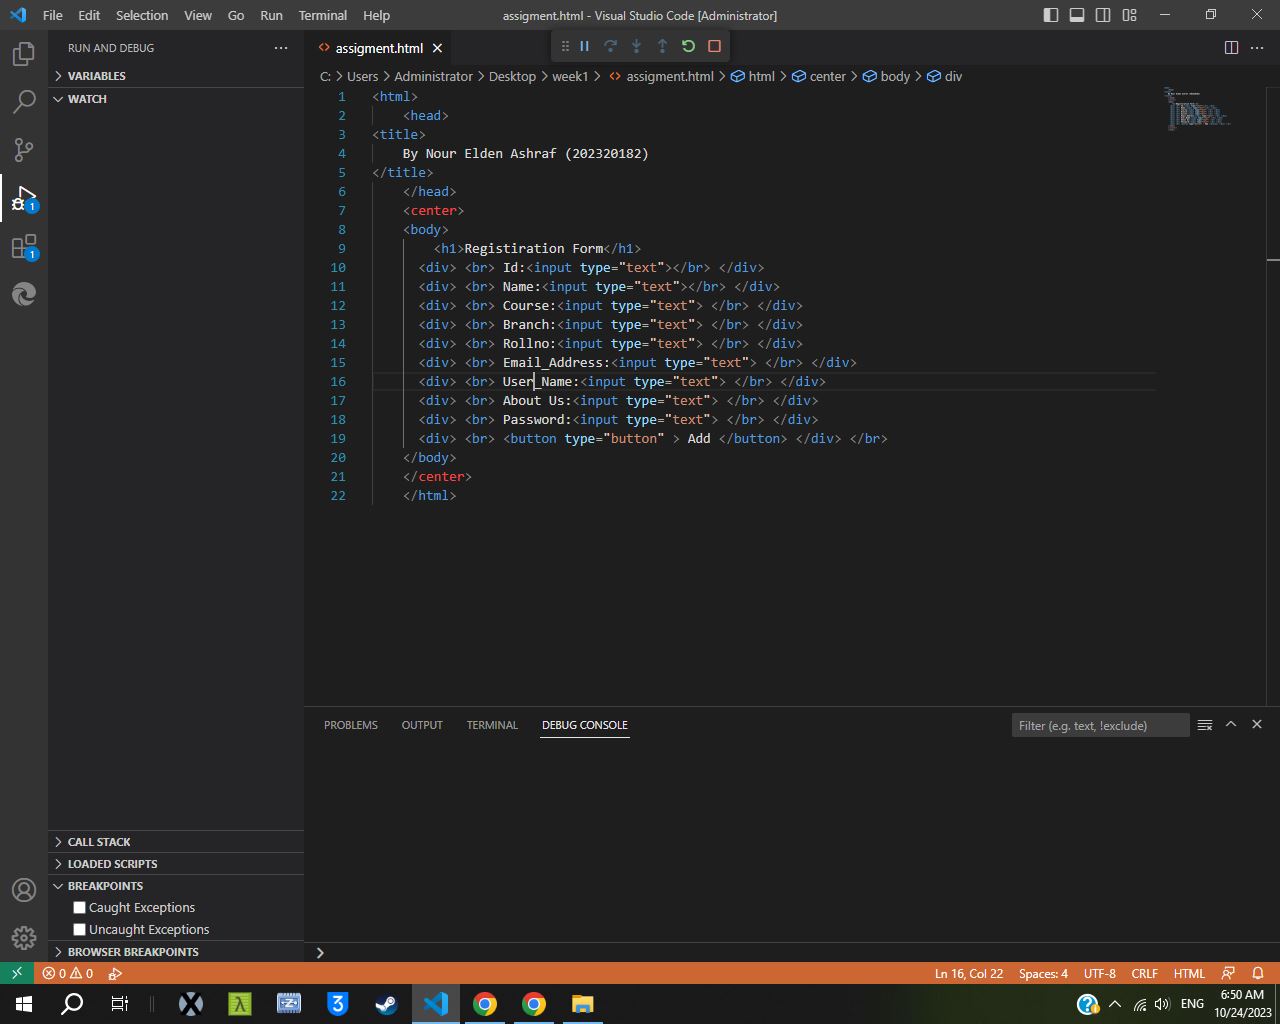 File Edit Selection View Go Run Terminal Help assigment.html - Visual Studio Code [Administrator]
RUN AND DEBUG
VARIABLES
WATCH
assigment.html
C: > Users > Administrator > Desktop > week1 > assigment.html > html > center > body > div
1 <html>
2 <head>
3 <title>
4 By Nour Elden Ashraf (202320182)
5 </title>
6 </head>
7 <center>
8 <body>
9 <h1>Registiration Form</h1>
10 <div> <br> Id:<input type="text"></br> </div>
11 <div> <br> Name:<input type="text"></br> </div>
12 <div> <br> Course:<input type="text"> </br> </div>
13 <div> <br> Branch:<input type="text"> </br> </div>
14 <div> <br> Rollno:<input type="text"> </br> </div>
15 <div> <br> Email_Address:<input type="text"> </br> </div>
16 <div> <br> User_Name:<input type="text"> </br> </div>
17 <div> <br> About Us:<input type="text"> </br> </div>
18 <div> <br> Password:<input type="text"> </br> </div>
19 <div> <br> <button type="button" > Add </button> </div> </br>
20 </body>
21 </center>
22 </html>
PROBLEMS OUTPUT TERMINAL DEBUG CONSOLE Filter (e.g. text, !exclude)
1
1
CALL STACK
LOADED SCRIPTS
BREAKPOINTS
Caught Exceptions
Uncaught Exceptions
BROWSER BREAKPOINTS
0 0 Ln 16, Col 22 Spaces: 4 UTF-8 CRLF HTML
ENG 6:50 AM
10/24/2023